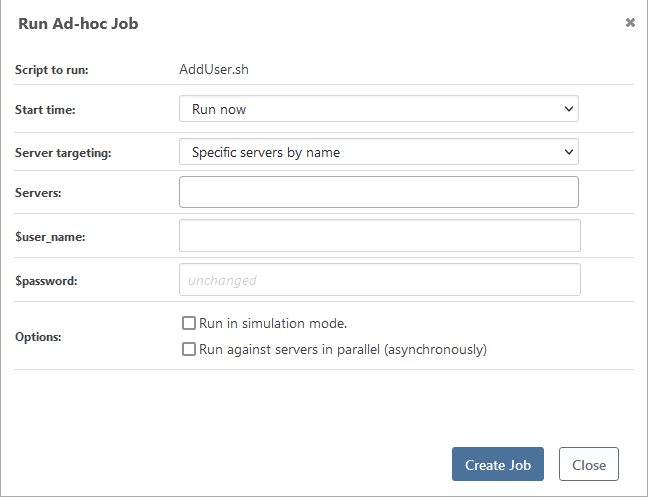 Run Ad-hoc Job
Script to run: AddUser.sh
Start time: Run now
Server targeting: Specific servers by name
Servers:
$user_name:
$password: unchanged
Options: Run in simulation mode.
Run against servers in parallel (asynchronously)
Create Job Close